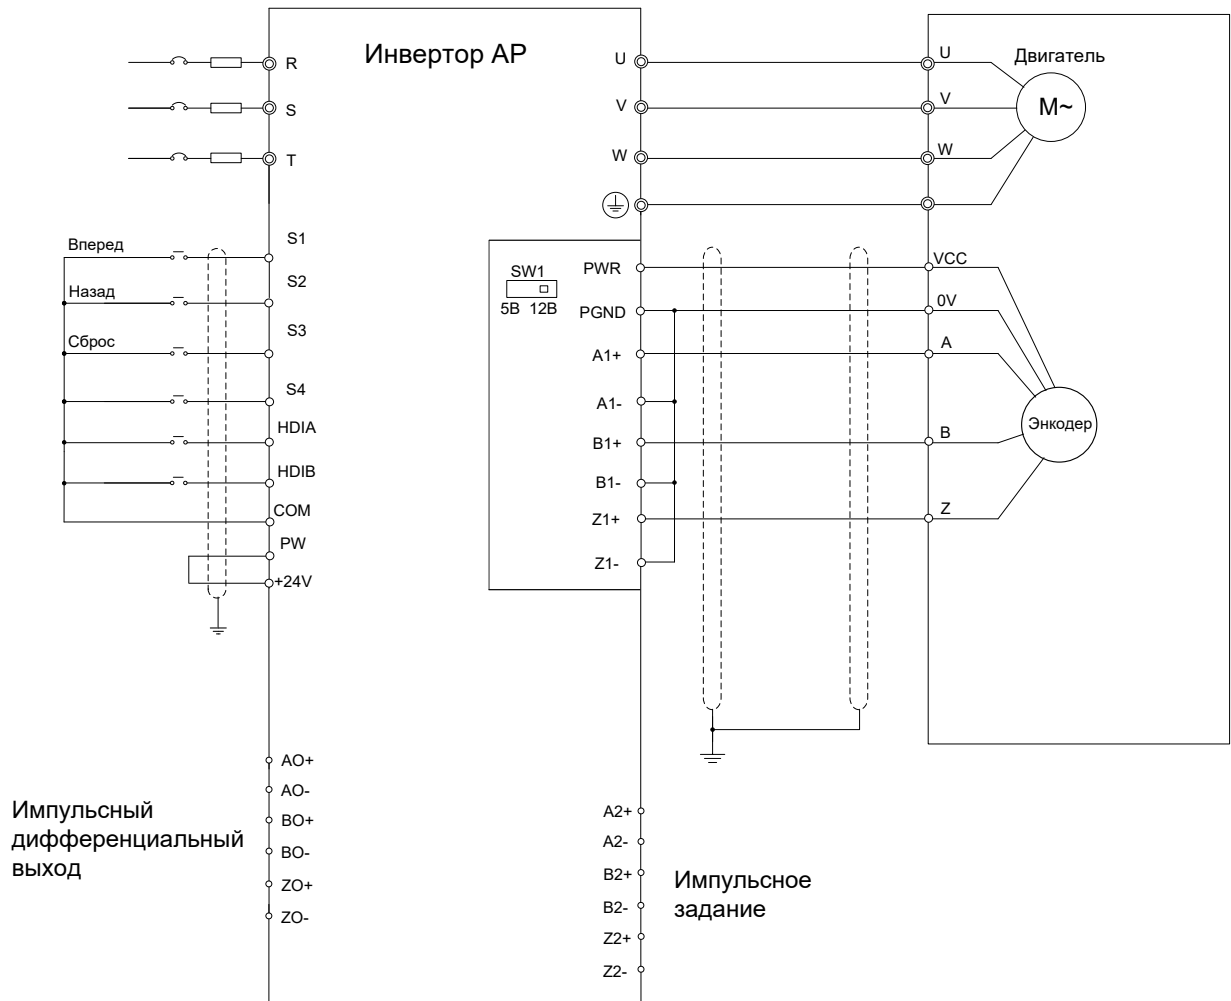 Инвертор АР
R
S
T
U
V
W
U
V
W
Двигатель
M~
Вперед
Назад
Сброс
S1
S2
S3
S4
HDIA
HDIB
COM
PW
+24V
SW1
5В 12В
PWR
PGND
A1+
A1-
B1+
B1-
Z1+
Z1-
VCC
0V
A
B
Z
Энкодер
AO+
AO-
BO+
BO-
ZO+
ZO-
Импульсный
дифференциальный
выход
A2+
A2-
B2+
B2-
Z2+
Z2-
Импульсное
задание